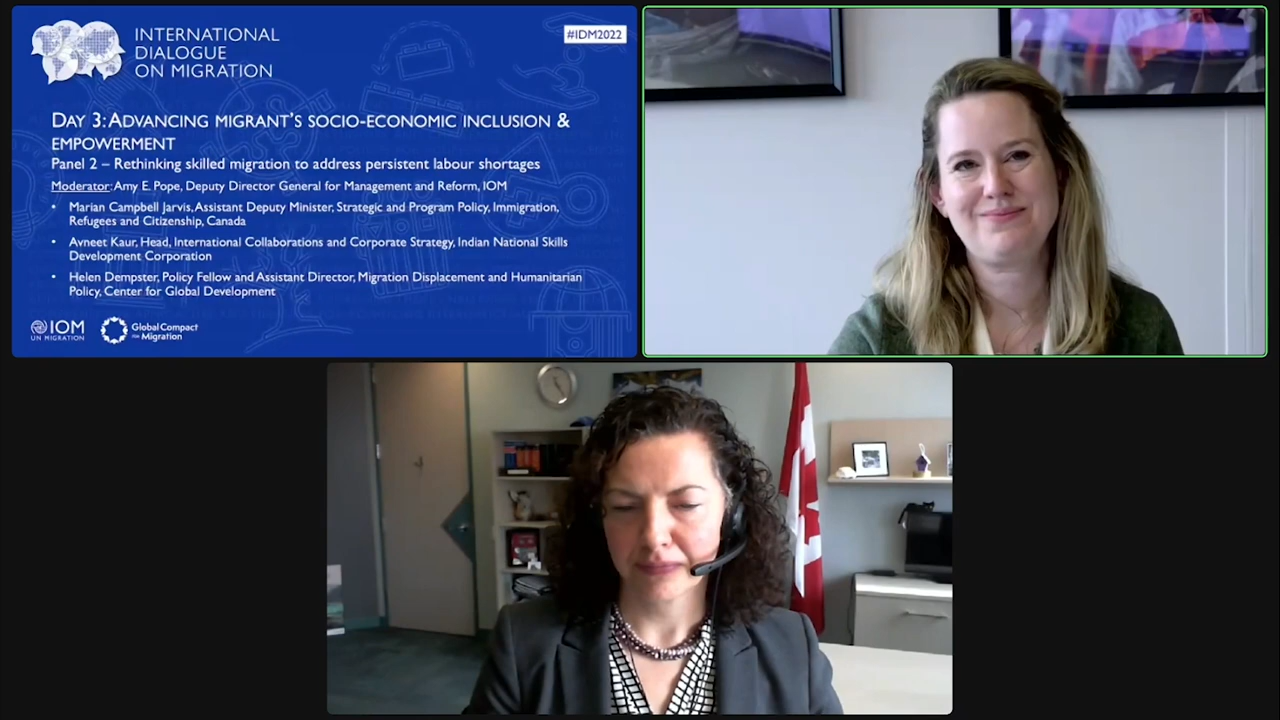 INTERNATIONAL
DIALOGUE
ON MIGRATION
#IDM2022
DAY 3: ADVANCING MIGRANT'S SOCIO-ECONOMIC INCLUSION &
EMPOWERMENT
Panel 2 – Rethinking skilled migration to address persistent labour shortages
Moderator: Amy E. Pope, Deputy Director General for Management and Reform, IOM
• Marian Campbell Jarvis, Assistant Deputy Minister, Strategic and Program Policy, Immigration,
Refugees and Citizenship, Canada
• Avneet Kaur, Head, International Collaborations and Corporate Strategy, Indian National Skills
Development Corporation
• Helen Dempster, Policy Fellow and Assistant Director, Migration Displacement and Humanitarian
Policy, Center for Global Development
IOM
UN MIGRATION
Global Compact
for Migration